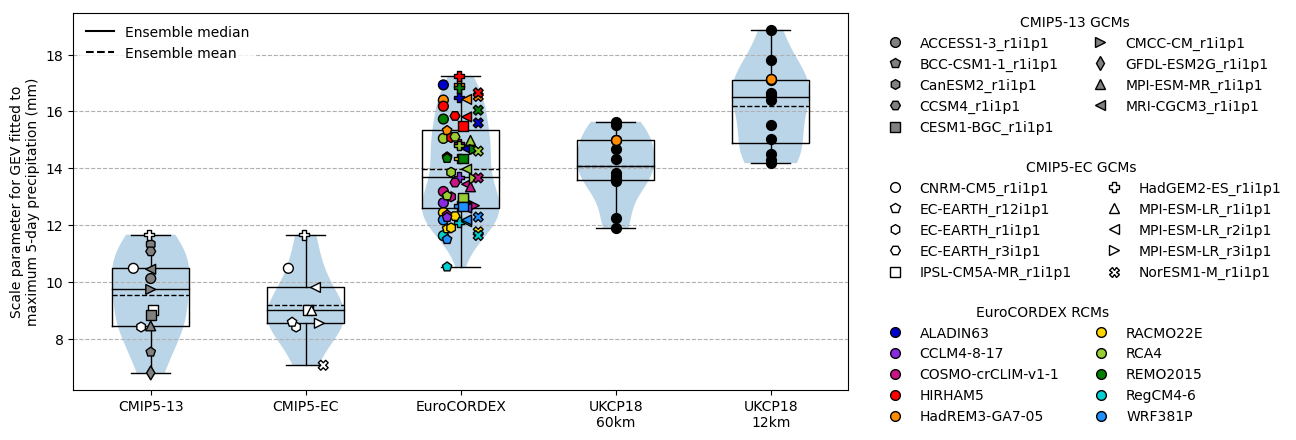 Scale parameter for GEV fitted to
maximum 5-day precipitation (mm)
18
16
14
12
10
8
Ensemble median
Ensemble mean
CMIP5-13
CMIP5-EC
EuroCORDEX
UKCP18
60km
UKCP18
12km
CMIP5-13 GCMs
ACCESS1-3_r1i1p1
BCC-CSM1-1_r1i1p1
CanESM2_r1i1p1
CCSM4_r1i1p1
CESM1-BGC_r1i1p1
CMCC-CM_r1i1p1
GFDL-ESM2G_r1i1p1
MPI-ESM-MR_r1i1p1
MRI-CGCM3_r1i1p1
CMIP5-EC GCMs
CNRM-CM5_r1i1p1
EC-EARTH_r12i1p1
EC-EARTH_r1i1p1
EC-EARTH_r3i1p1
IPSL-CM5A-MR_r1i1p1
HadGEM2-ES_r1i1p1
MPI-ESM-LR_r1i1p1
MPI-ESM-LR_r2i1p1
MPI-ESM-LR_r3i1p1
NorESM1-M_r1i1p1
EuroCORDEX RCMs
ALADIN63
CCLM4-8-17
COSMO-crCLIM-v1-1
HIRHAM5
HadREM3-GA7-05
RACMO22E
RCA4
REMO2015
RegCM4-6
WRF381P